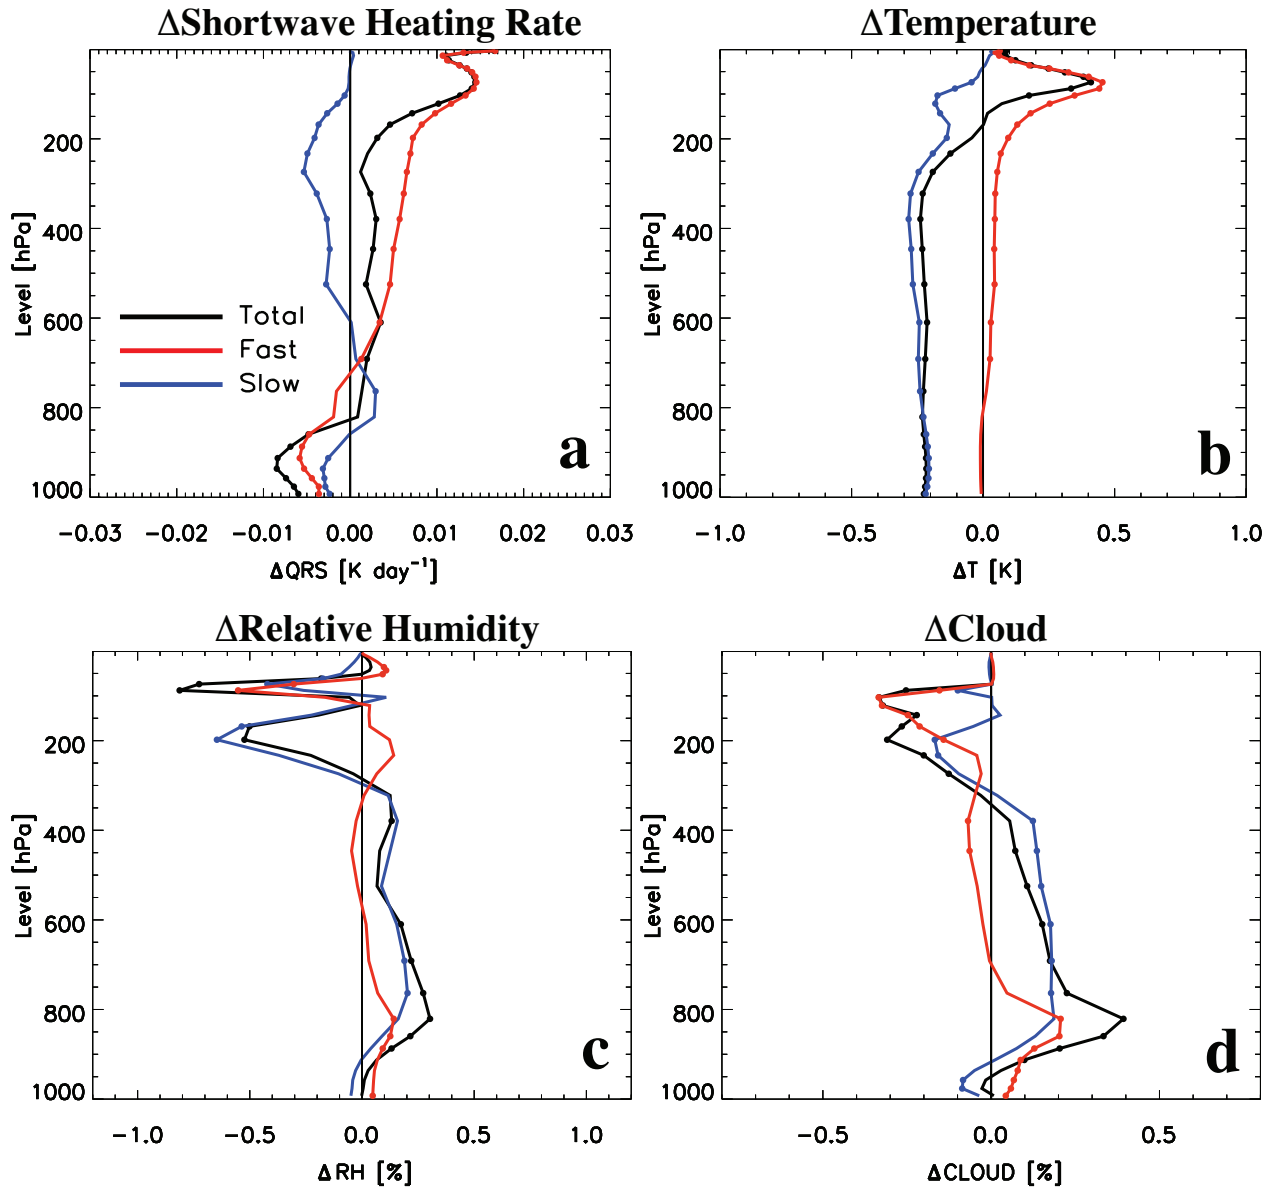 ΔShortwave Heating Rate
ΔTemperature
200
400
600
800
1000
Level [hPa]
Total
Fast
Slow
a
-0.03
-0.02
-0.01
0.00
0.01
0.02
0.03
ΔQRS [K day⁻¹]
200
400
600
800
1000
Level [hPa]
b
-1.0
-0.5
0.0
0.5
1.0
ΔT [K]
ΔRelative Humidity
ΔCloud
200
400
600
800
1000
Level [hPa]
c
-1.0
-0.5
0.0
0.5
1.0
ΔRH [%]
200
400
600
800
1000
Level [hPa]
d
-0.5
0.0
0.5
ΔCLOUD [%]